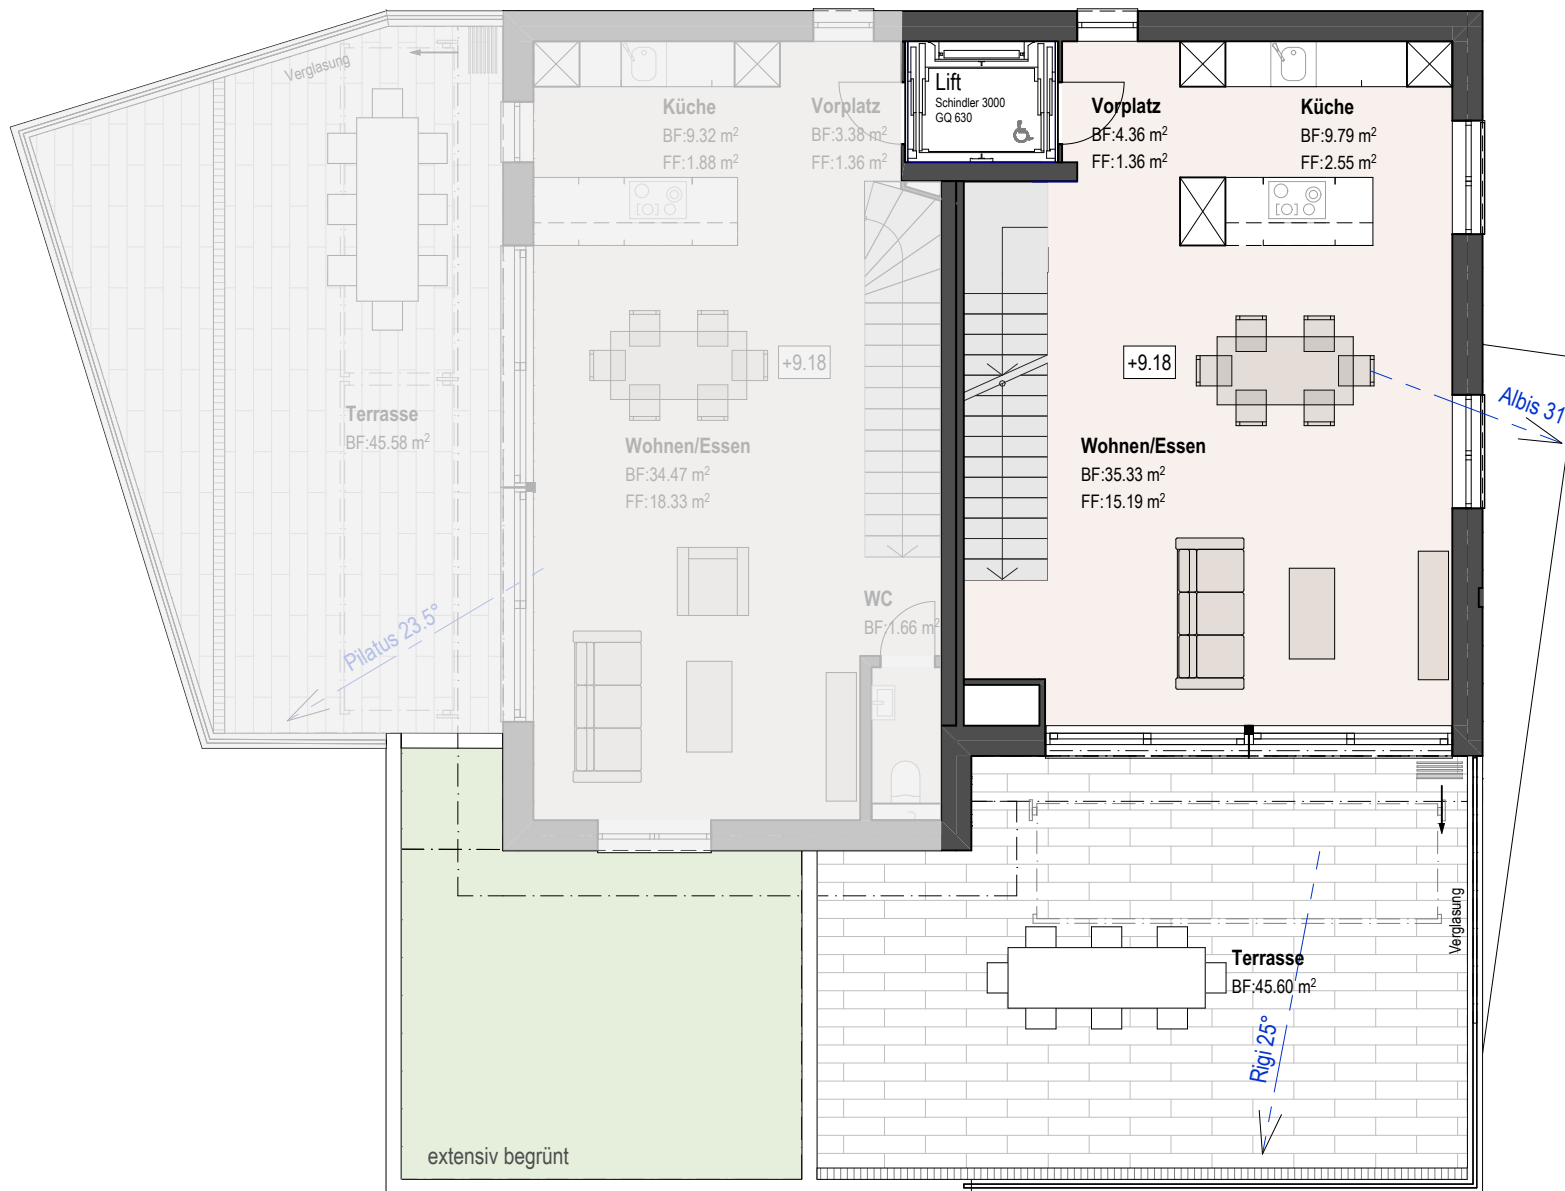 Verglasung
Küche
BF:9.32 m²
FF:1.88 m²
Vorplatz
BF:3.38 m²
FF:1.36 m²
Lift
Schindler 3000
GQ 630
Vorplatz
BF:4.36 m²
FF:1.36 m²
Küche
BF:9.79 m²
FF:2.55 m²
+9.18
+9.18
Albis 31
Terrasse
BF:45.58 m²
Wohnen/Essen
BF:34.47 m²
FF:18.33 m²
Wohnen/Essen
BF:35.33 m²
FF:15.19 m²
WC
BF:1.66 m²
Pilatus 23.5°
Verglasung
Terrasse
BF:45.60 m²
Rigi 25°
extensiv begrünt